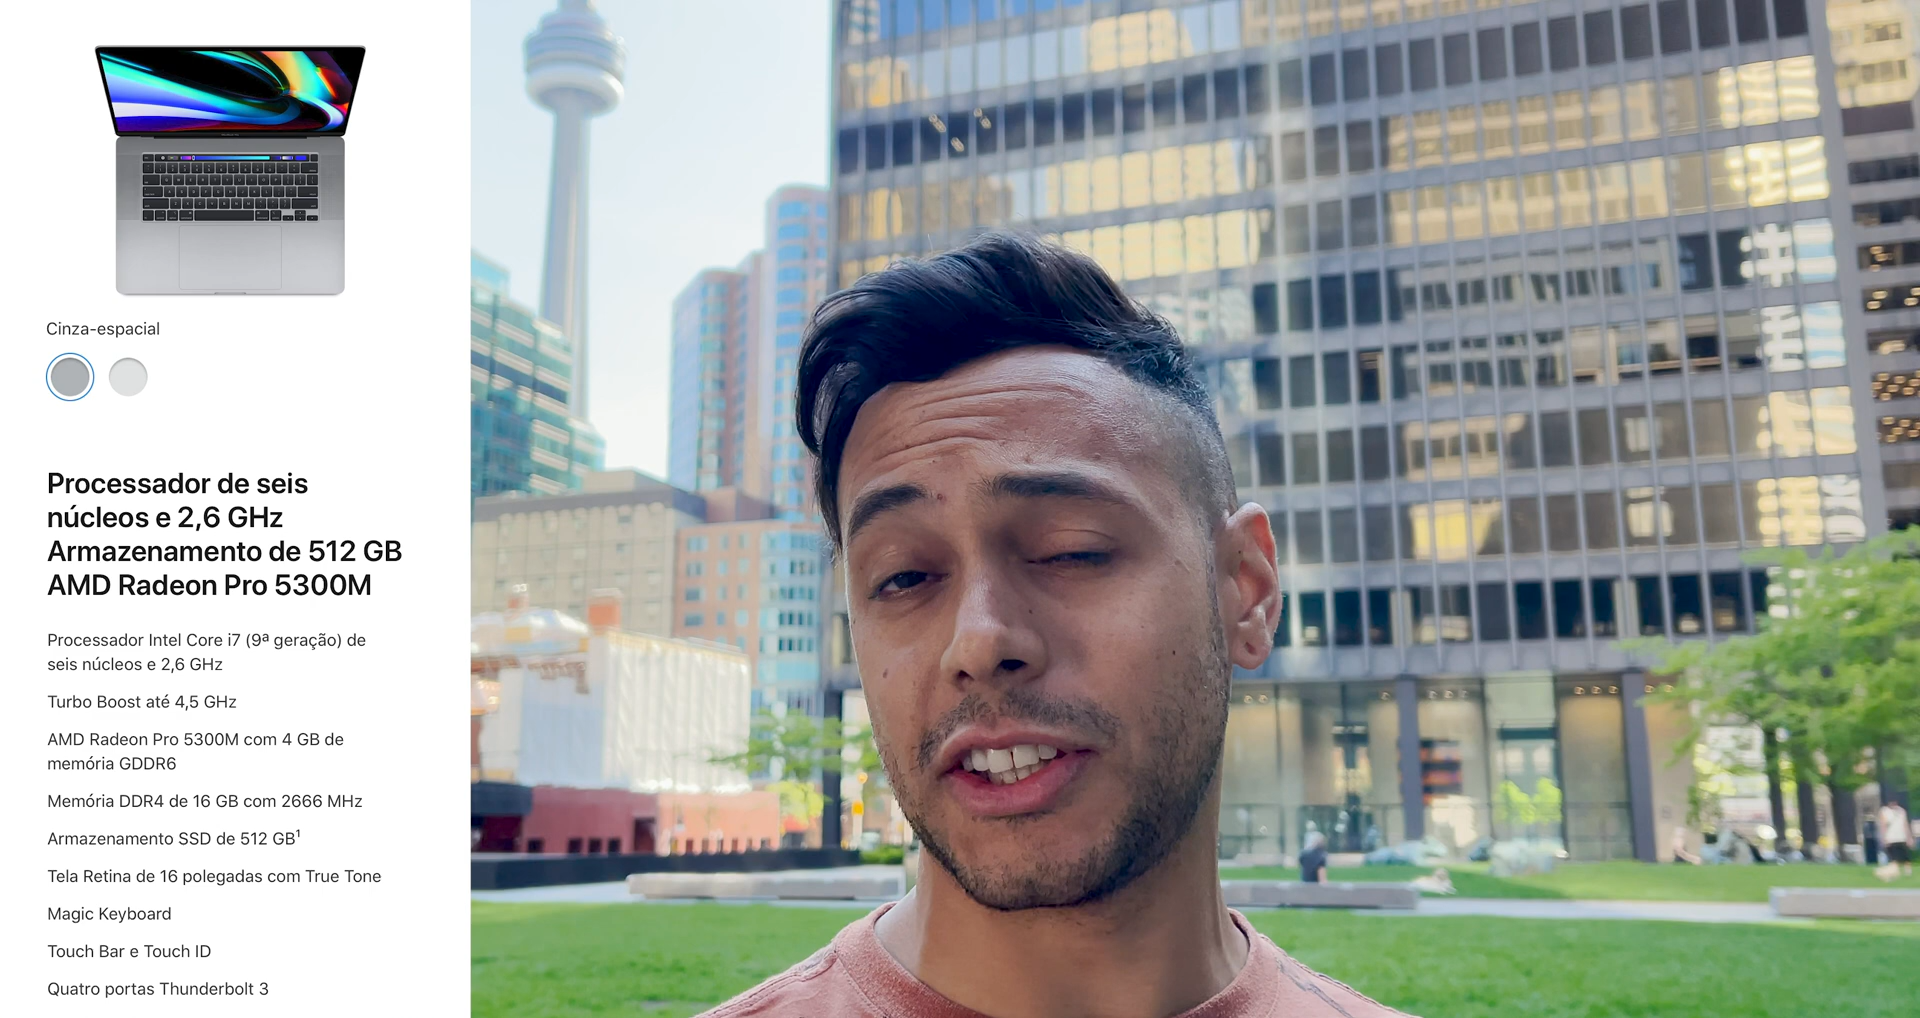 Cinza-espacial
Processador de seis
núcleos e 2,6 GHz
Armazenamento de 512 GB
AMD Radeon Pro 5300M
Processador Intel Core i7 (9ª geração) de
seis núcleos e 2,6 GHz
Turbo Boost até 4,5 GHz
AMD Radeon Pro 5300M com 4 GB de
memória GDDR6
Memória DDR4 de 16 GB com 2666 MHz
Armazenamento SSD de 512 GB¹
Tela Retina de 16 polegadas com True Tone
Magic Keyboard
Touch Bar e Touch ID
Quatro portas Thunderbolt 3